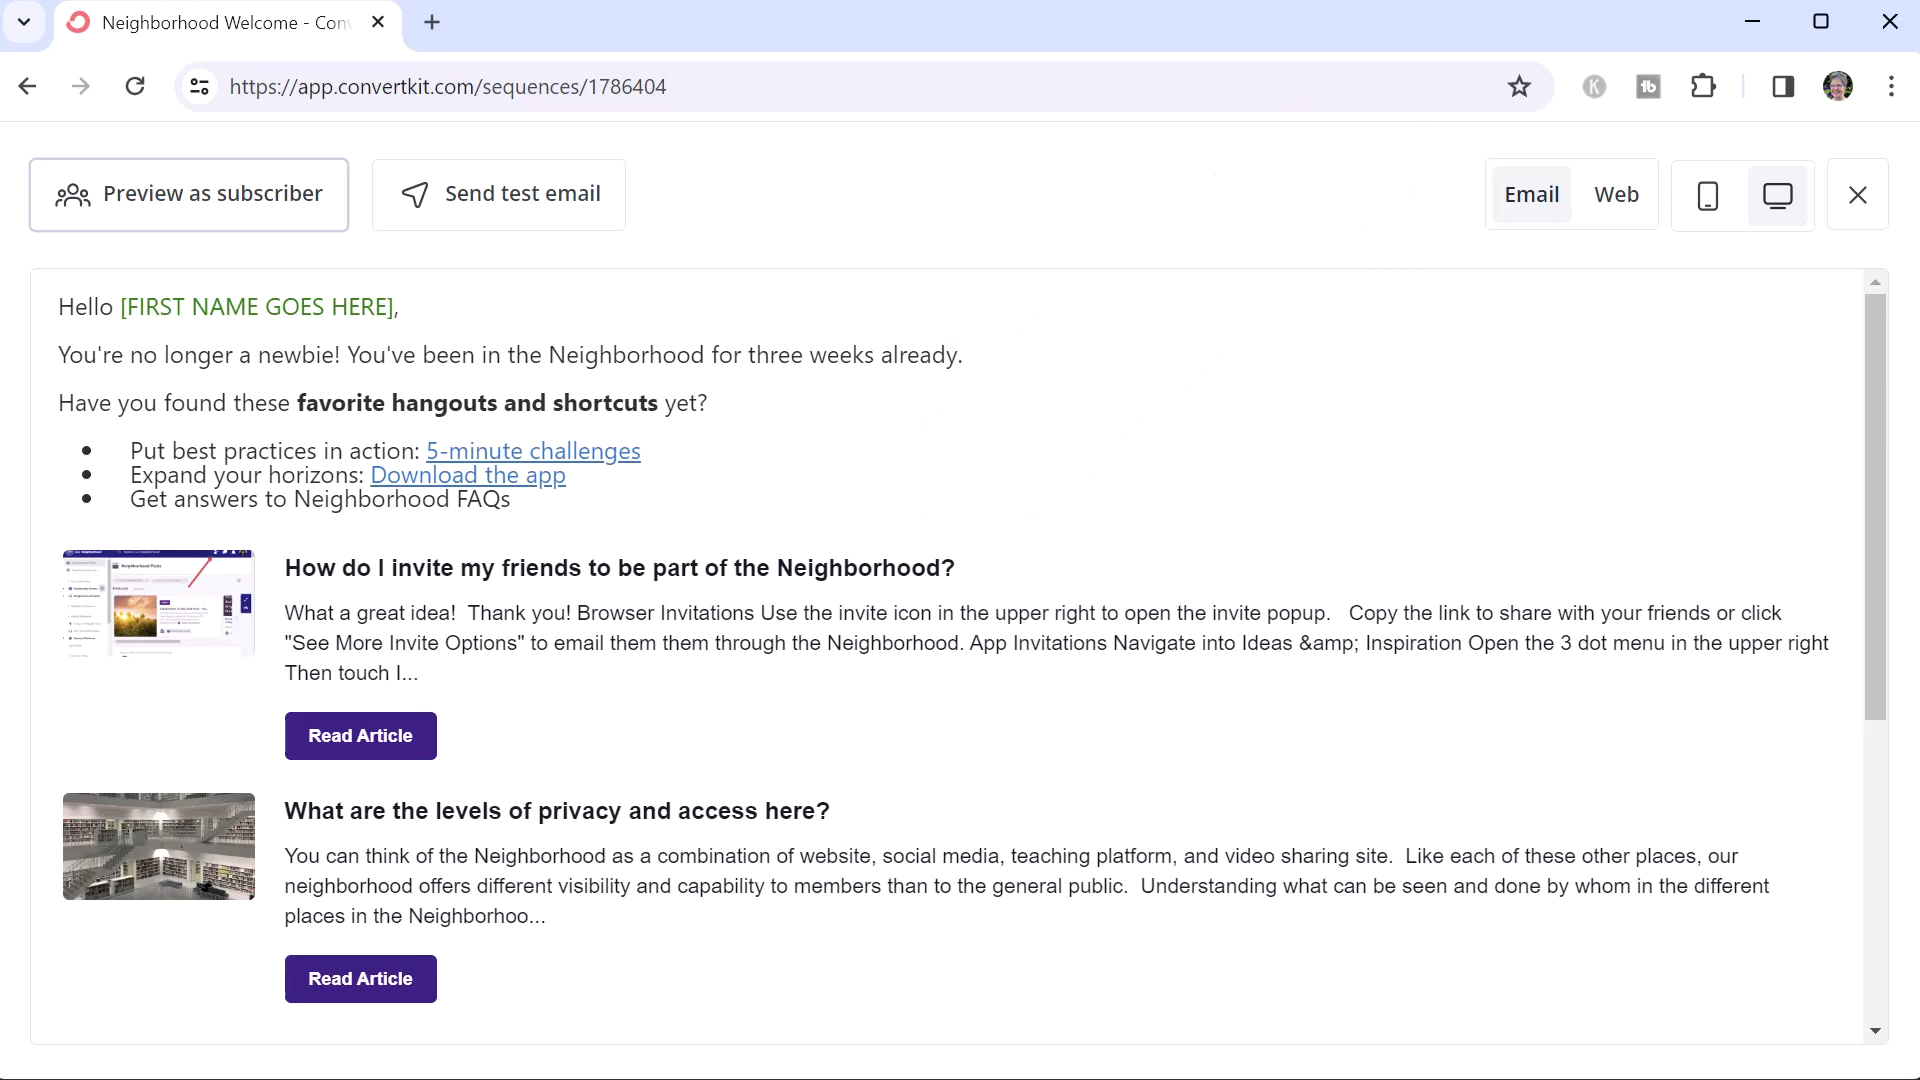 Neighborhood Welcome - Conv
https://app.convertkit.com/sequences/1786404
Preview as subscriber
Send test email
Email
Web
Hello [FIRST NAME GOES HERE],
You're no longer a newbie! You've been in the Neighborhood for three weeks already.
Have you found these favorite hangouts and shortcuts yet?
• Put best practices in action: 5-minute challenges
• Expand your horizons: Download the app
• Get answers to Neighborhood FAQs
Neighborhood Posts
How do I invite my friends to be part of the Neighborhood?
What a great idea!  Thank you! Browser Invitations Use the invite icon in the upper right to open the invite popup.   Copy the link to share with your friends or click
"See More Invite Options" to email them them through the Neighborhood. App Invitations Navigate into Ideas &amp; Inspiration Open the 3 dot menu in the upper right
Then touch I...
Read Article
What are the levels of privacy and access here?
You can think of the Neighborhood as a combination of website, social media, teaching platform, and video sharing site.  Like each of these other places, our
neighborhood offers different visibility and capability to members than to the general public.  Understanding what can be seen and done by whom in the different
places in the Neighborhoo...
Read Article